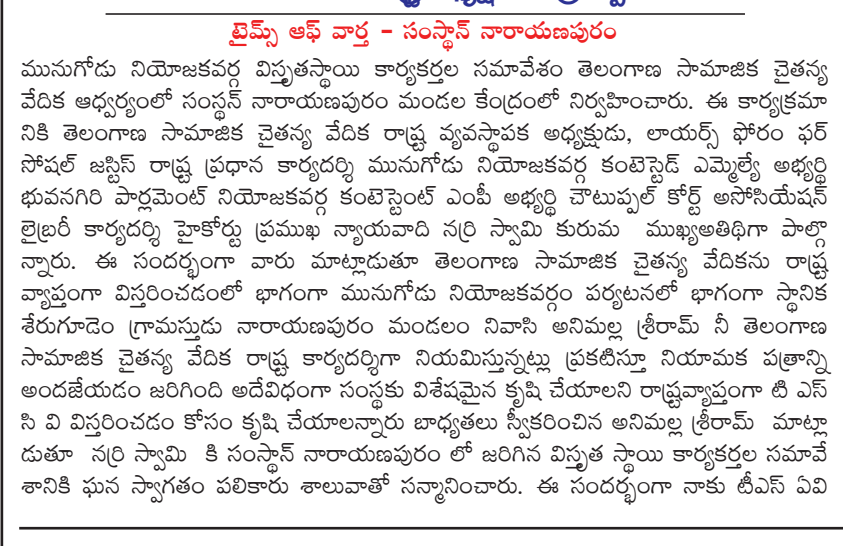 టైమ్స్ ఆఫ్ వార్త - సంస్థాన్ నారాయణపురం
మునుగోడు నియోజకవర్గ విస్తృతస్థాయి కార్యకర్తల సమావేశం తెలంగాణ సామాజిక చైతన్య
వేదిక ఆధ్వర్యంలో సంస్థన్ నారాయణపురం మండల కేంద్రంలో నిర్వహించారు. ఈ కార్యక్రమా
నికి తెలంగాణ సామాజిక చైతన్య వేదిక రాష్ట్ర వ్యవస్థాపక అధ్యక్షుడు, లాయర్స్ ఫోరం ఫర్
సోషల్ జస్టిస్ రాష్ట్ర ప్రధాన కార్యదర్శి మునుగోడు నియోజకవర్గ కంటెస్టెడ్ ఎమ్మెల్యే అభ్యర్థి
భువనగిరి పార్లమెంట్ నియోజకవర్గ కంటెస్టెంట్ ఎంపీ అభ్యర్థి చౌటుప్పల్ కోర్ట్ అసోసియేషన్
లైబ్రరీ కార్యదర్శి హైకోర్టు ప్రముఖ న్యాయవాది నర్రి స్వామి కురుమ ముఖ్యఅతిథిగా పాల్గొ
న్నారు. ఈ సందర్భంగా వారు మాట్లాడుతూ తెలంగాణ సామాజిక చైతన్య వేదికను రాష్ట్ర
వ్యాప్తంగా విస్తరించడంలో భాగంగా మునుగోడు నియోజకవర్గం పర్యటనలో భాగంగా స్థానిక
శేరుగూడెం గ్రామస్తుడు నారాయణపురం మండలం నివాసి అనిమల్ల శ్రీరామ్ నీ తెలంగాణ
సామాజిక చైతన్య వేదిక రాష్ట్ర కార్యదర్శిగా నియమిస్తున్నట్లు ప్రకటిస్తూ నియామక పత్రాన్ని
అందజేయడం జరిగింది అదేవిధంగా సంస్థకు విశేషమైన కృషి చేయాలని రాష్ట్రవ్యాప్తంగా టి ఎస్
సి వి విస్తరించడం కోసం కృషి చేయాలన్నారు బాధ్యతలు స్వీకరించిన అనిమల్ల శ్రీరామ్ మాట్లా
డుతూ నర్రి స్వామి కి సంస్థాన్ నారాయణపురం లో జరిగిన విస్తృత స్థాయి కార్యకర్తల సమావే
శానికి ఘన స్వాగతం పలికారు శాలువాతో సన్మానించారు. ఈ సందర్భంగా నాకు టీఎస్ ఏవి